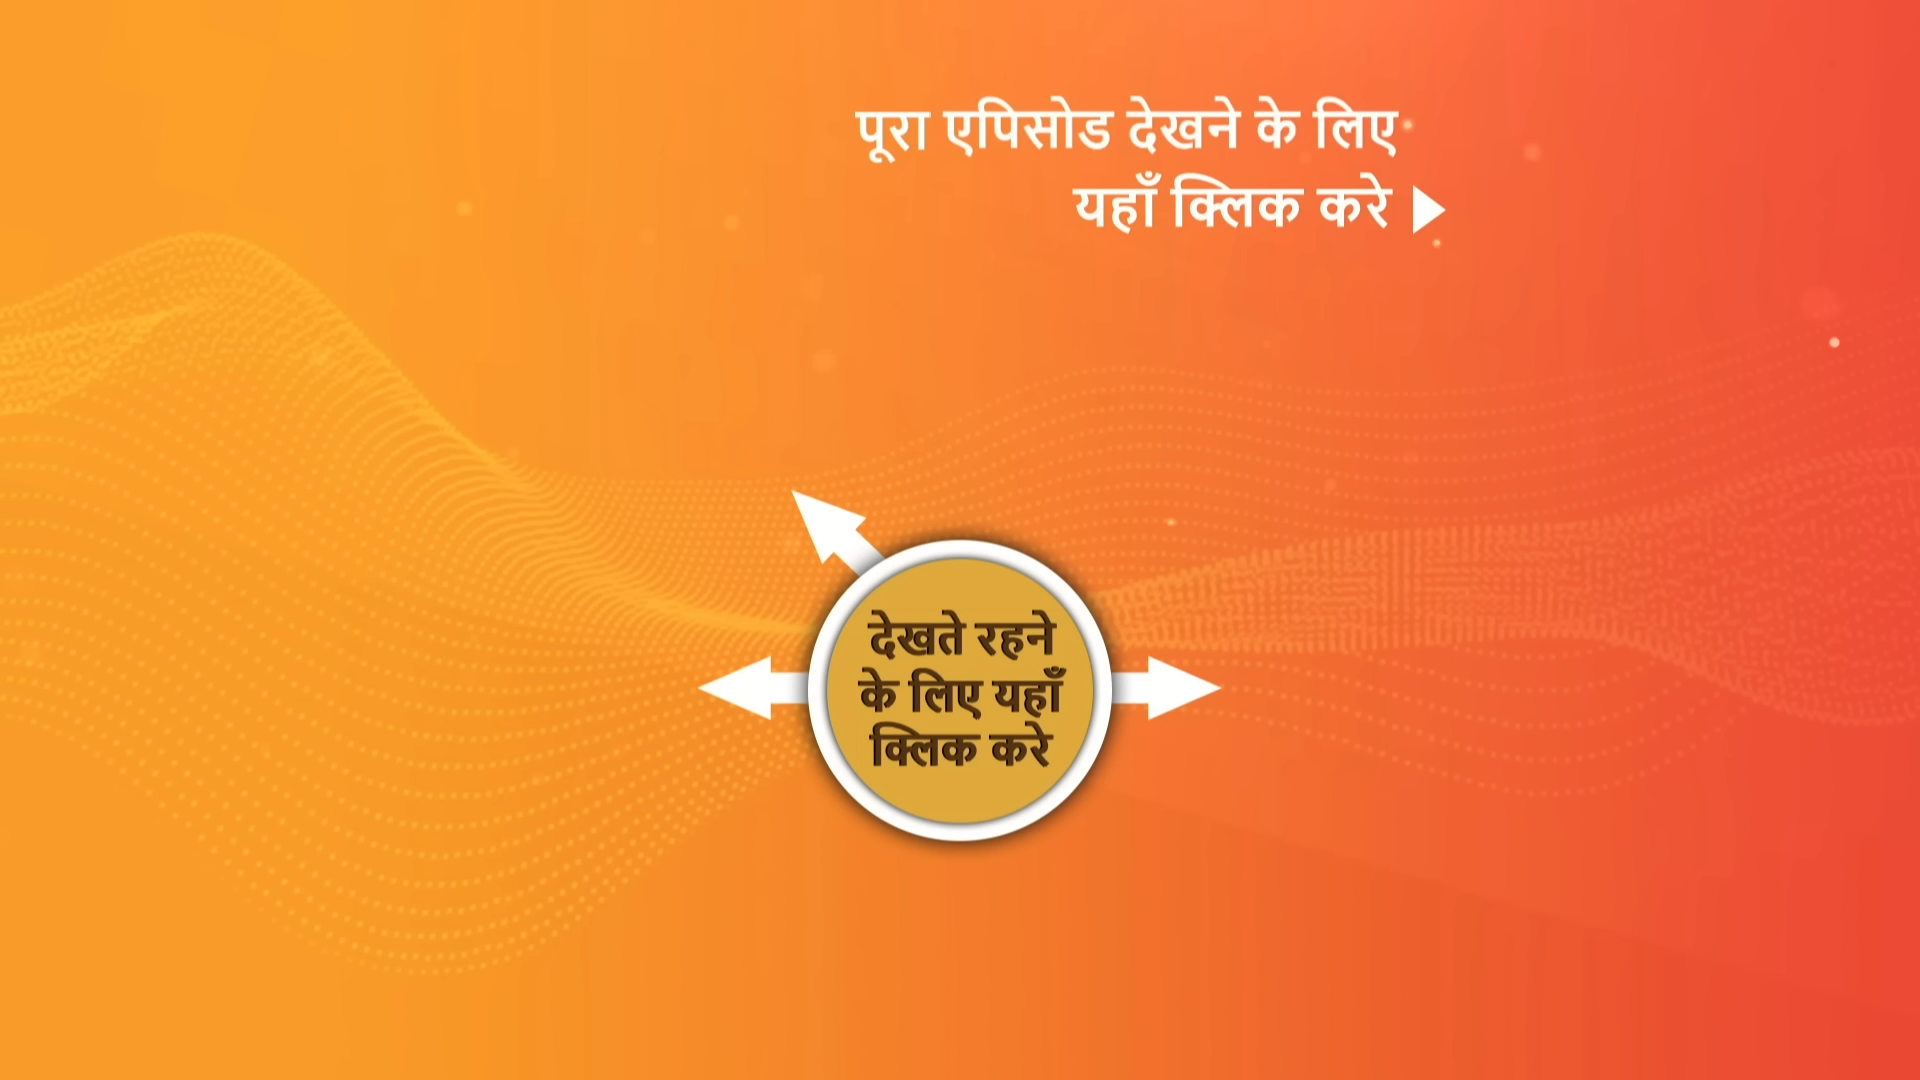 पूरा एपिसोड देखने के लिए
यहाँ क्लिक करे
देखते रहने
के लिए यहाँ
क्लिक करे